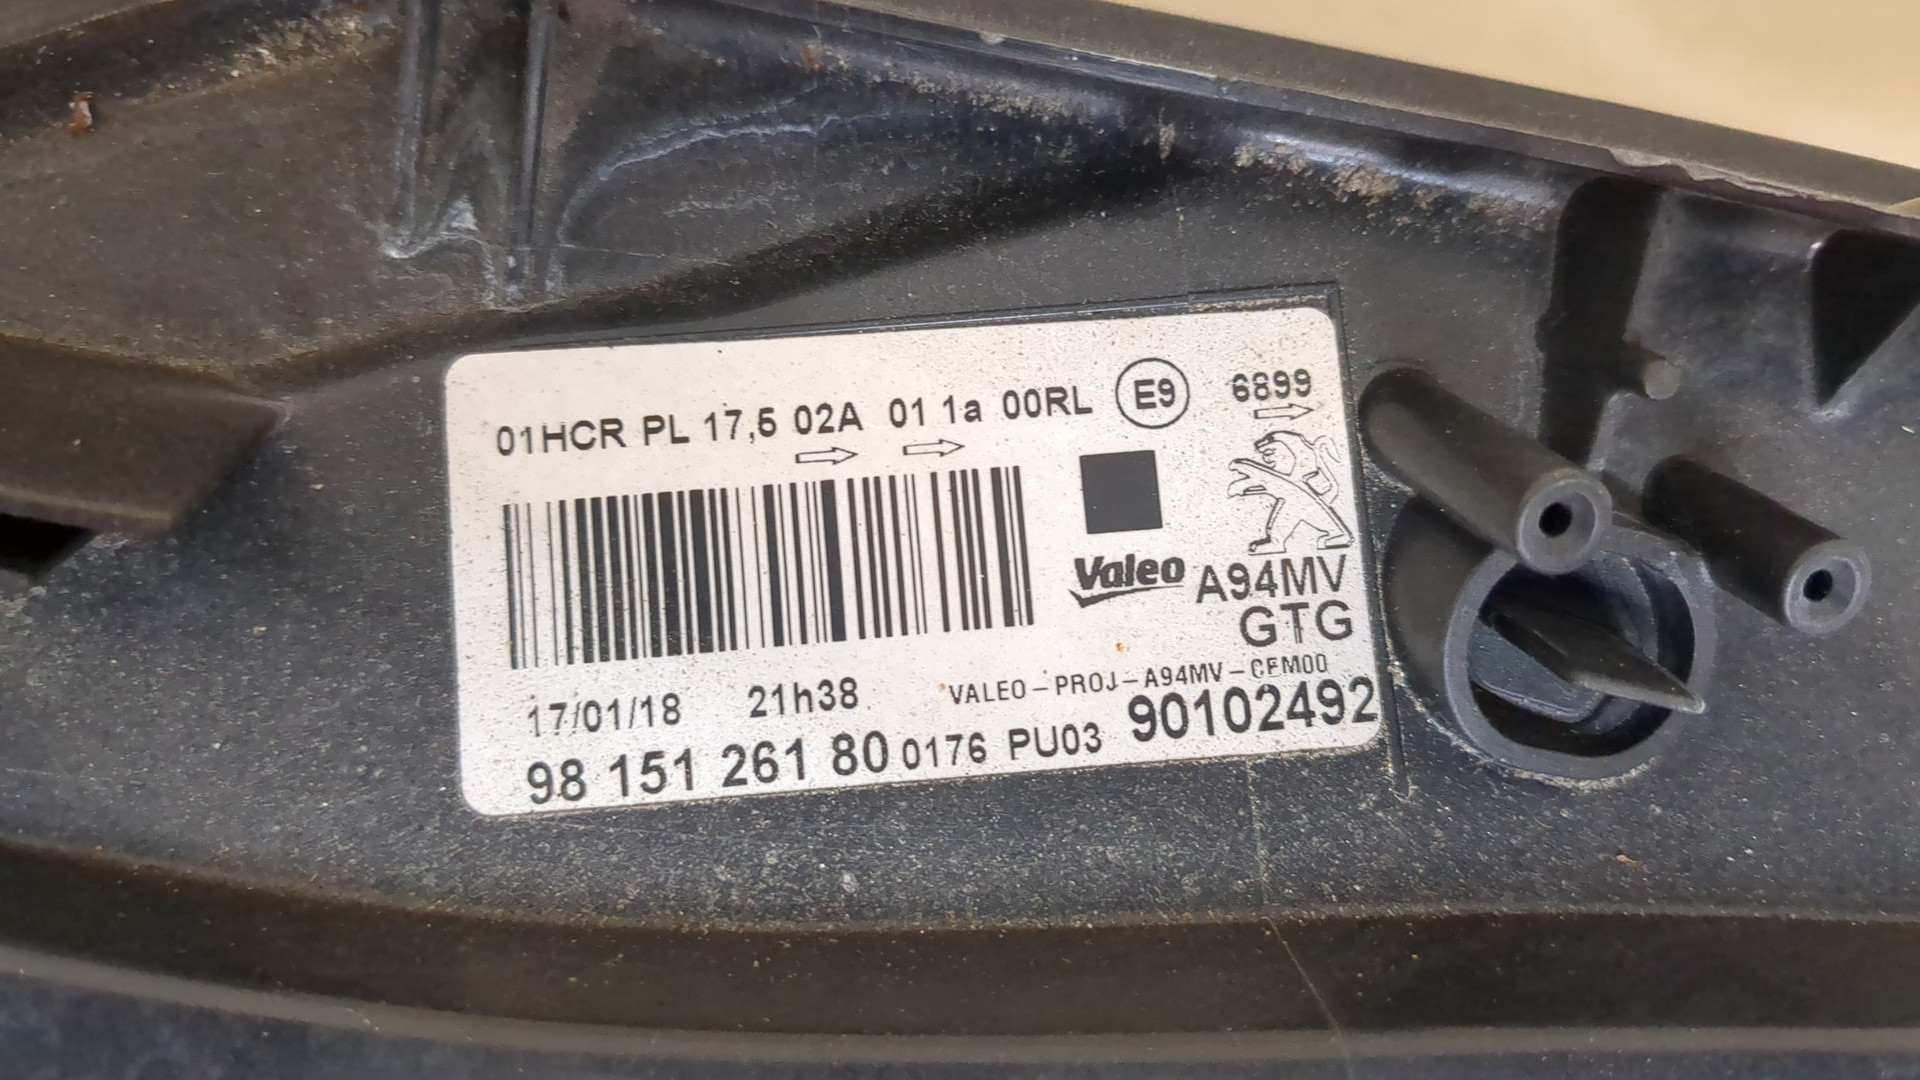 01HCR PL 17,5 02A 01 1a 00RL E9 6899
Valeo A94MV
GTG
17/01/18 21h38 VALEO-PROJ-A94MV-CFM00
98 151 261 80 0176 PU03 90102492